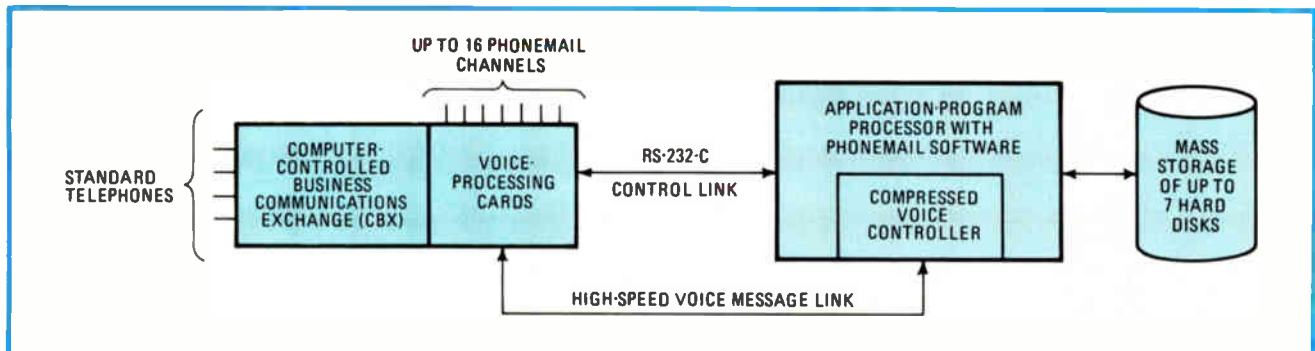 UP TO 16 PHONEMAIL
CHANNELS
STANDARD
TELEPHONES
COMPUTER-
CONTROLLED
BUSINESS
COMMUNICATIONS
EXCHANGE (CBX)
VOICE-
PROCESSING
CARDS
RS-232-C
CONTROL LINK
APPLICATION-PROGRAM
PROCESSOR WITH
PHONEMAIL SOFTWARE
COMPRESSED
VOICE
CONTROLLER
MASS
STORAGE
OF UP TO
7 HARD
DISKS
HIGH-SPEED VOICE MESSAGE LINK